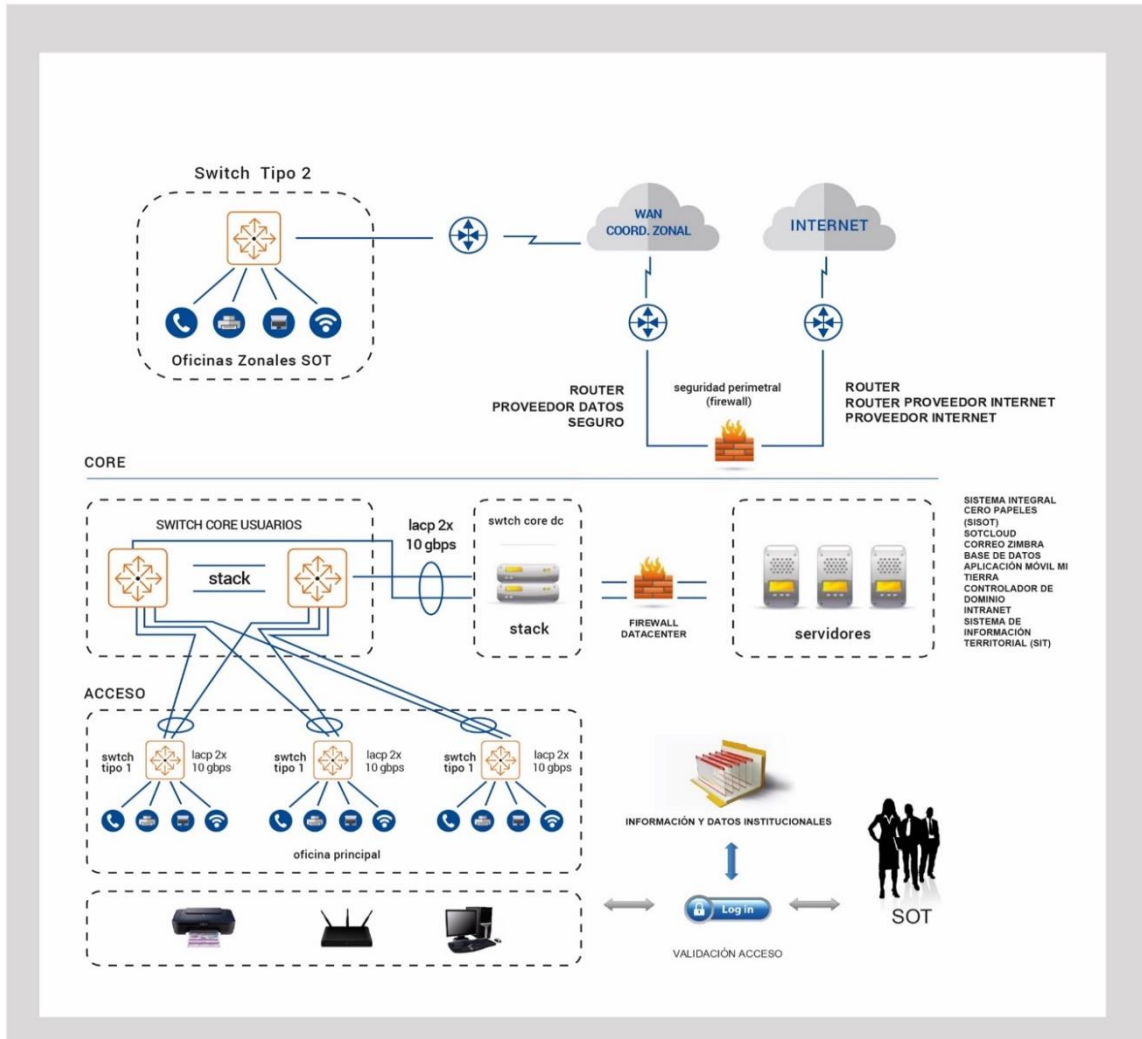 Switch Tipo 2
Oficinas Zonales SOT
WAN
COORD. ZONAL
INTERNET
ROUTER
PROVEEDOR DATOS
SEGURO
seguridad perimetral
(firewall)
ROUTER
ROUTER PROVEEDOR INTERNET
PROVEEDOR INTERNET
CORE
SWITCH CORE USUARIOS
stack
lacp 2x
10 gbps
swtch core dc
stack
FIREWALL
DATACENTER
servidores
SISTEMA INTEGRAL
CERO PAPELES
(SISOT)
SOTCLOUD
CORREO ZIMBRA
BASE DE DATOS
APLICACIÓN MÓVIL MI
TIERRA
CONTROLADOR DE
DOMINIO
INTRANET
SISTEMA DE
INFORMACIÓN
TERRITORIAL (SIT)
ACCESO
swtch
tipo 1
lacp 2x
10 gbps
swtch
tipo 1
lacp 2x
10 gbps
swtch
tipo 1
lacp 2x
10 gbps
oficina principal
INFORMACIÓN Y DATOS INSTITUCIONALES
Log in
VALIDACIÓN ACCESO
SOT